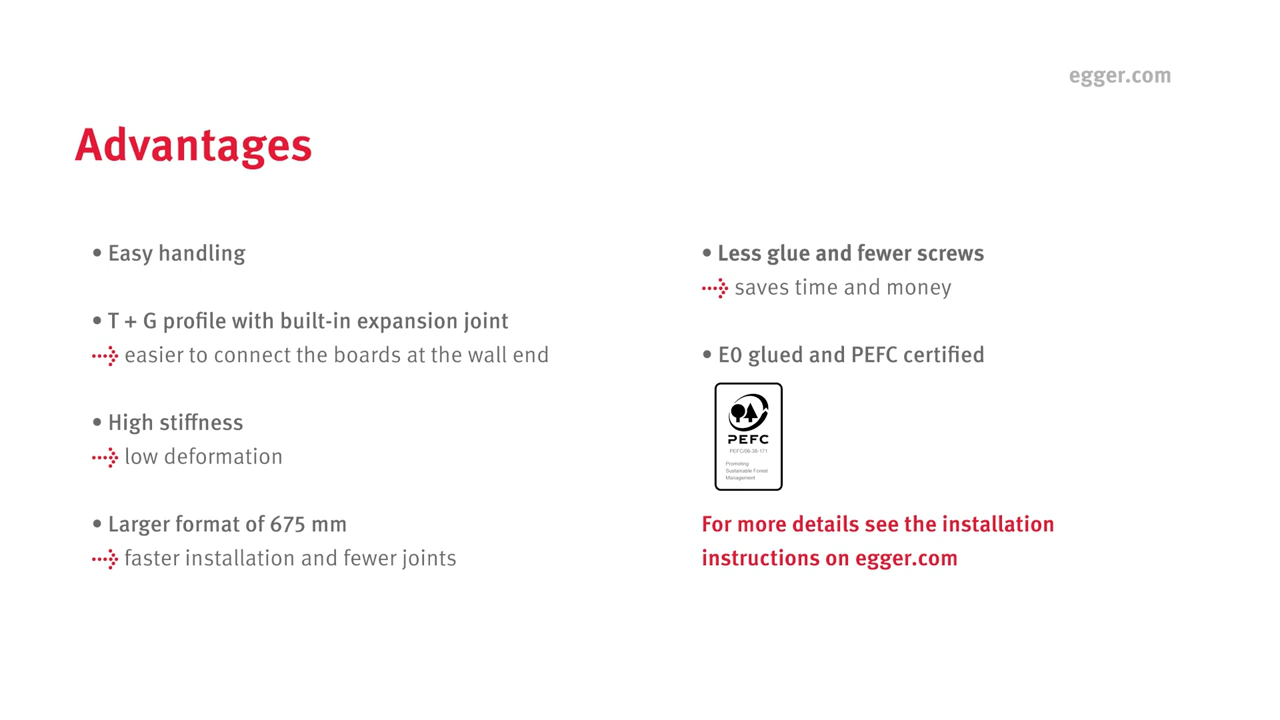 egger.com
Advantages
• Easy handling
• T + G profile with built-in expansion joint
easier to connect the boards at the wall end
• High stiffness
low deformation
• Larger format of 675 mm
faster installation and fewer joints
• Less glue and fewer screws
saves time and money
• E0 glued and PEFC certified
PEFC
PEFC/06-38-171
Promoting
Sustainable Forest
Management
For more details see the installation
instructions on egger.com